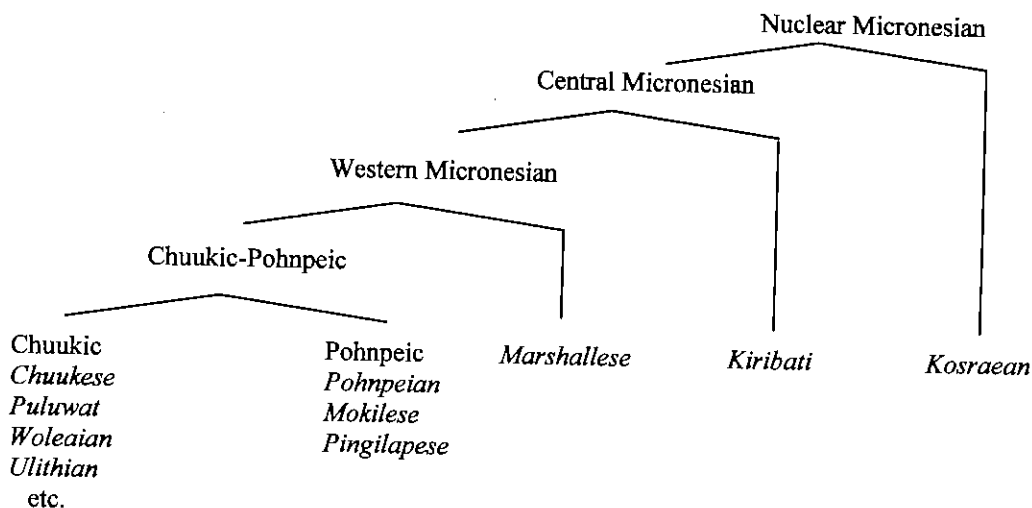 Nuclear Micronesian
Central Micronesian
Western Micronesian
Chuukic-Pohnpeic
Chuukic
Chuukese
Puluwat
Woleaian
Ulithian
etc.
Pohnpeic
Pohnpeian
Mokilese
Pingilapese
Marshallese
Kiribati
Kosraean